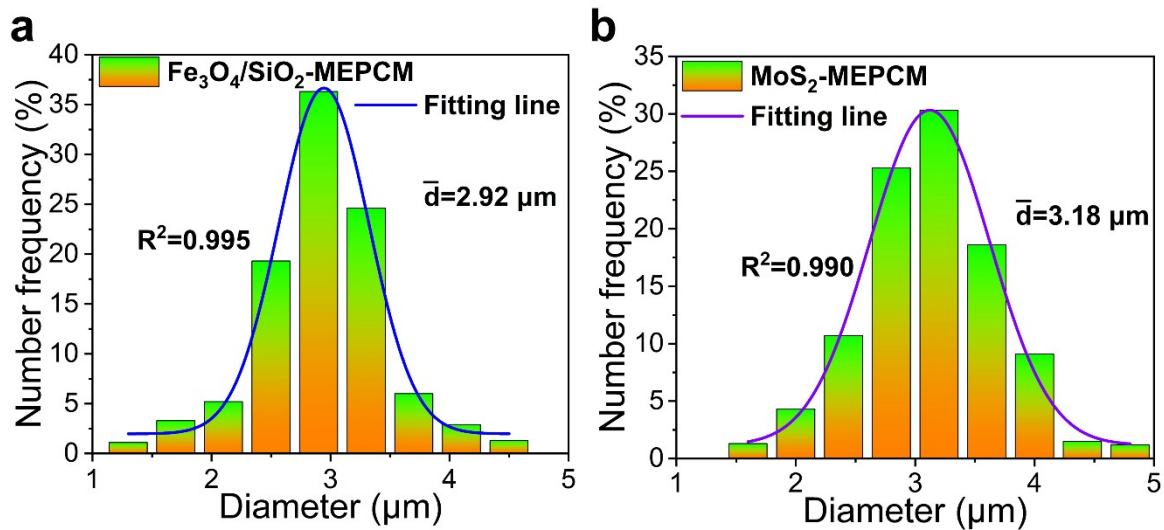 a
Fe₃O₄/SiO₂-MEPCM
Fitting line
d̅=2.92 µm
R²=0.995
Number frequency (%)
40
35
30
25
20
15
10
5
0
1 2 3 4 5
Diameter (µm)
b
MoS₂-MEPCM
Fitting line
d̅=3.18 µm
R²=0.990
Number frequency (%)
35
30
25
20
15
10
5
0
1 2 3 4 5
Diameter (µm)